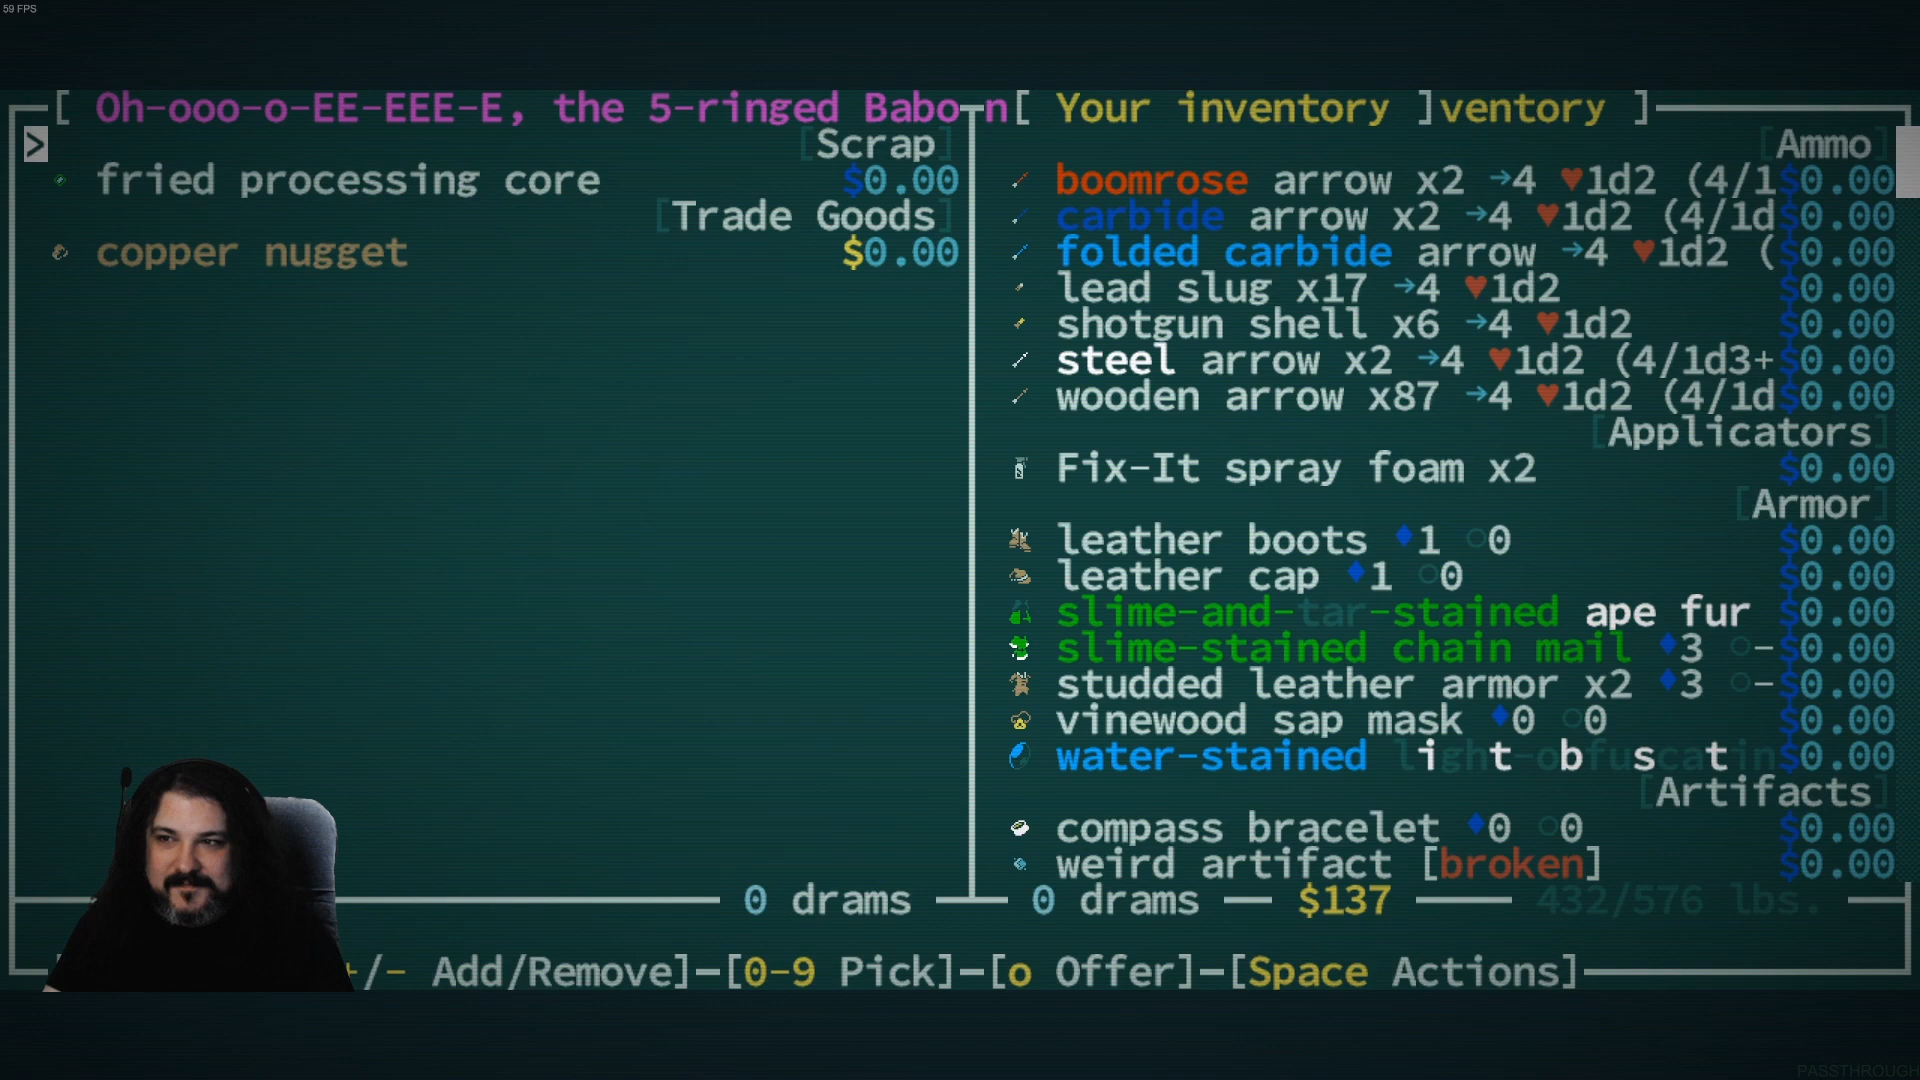 59 FPS
[ Oh-ooo-o-EE-EEE-E, the 5-ringed Babo n
[ Your inventory ]ventory ]
>
[Scrap]
fried processing core $0.00
[Trade Goods]
copper nugget $0.00
[Ammo]
boomrose arrow x2 →4 ♥1d2 (4/1 $0.00
carbide arrow x2 →4 ♥1d2 (4/1d $0.00
folded carbide arrow →4 ♥1d2 ( $0.00
lead slug x17 →4 ♥1d2 $0.00
shotgun shell x6 →4 ♥1d2 $0.00
steel arrow x2 →4 ♥1d2 (4/1d3+ $0.00
wooden arrow x87 →4 ♥1d2 (4/1d $0.00
[Applicators]
Fix-It spray foam x2 $0.00
[Armor]
leather boots ♦1 ○0 $0.00
leather cap ♦1 ○0 $0.00
slime-and-tar-stained ape fur $0.00
slime-stained chain mail ♦3 ○- $0.00
studded leather armor x2 ♦3 ○- $0.00
vinewood sap mask ♦0 ○0 $0.00
water-stained light-obfuscatin $0.00
[Artifacts]
compass bracelet ♦0 ○0 $0.00
weird artifact [broken] $0.00
0 drams
0 drams $137 432/576 lbs.
+/- Add/Remove]-[0-9 Pick]-[o Offer]-[Space Actions]
PASSTHROUGH